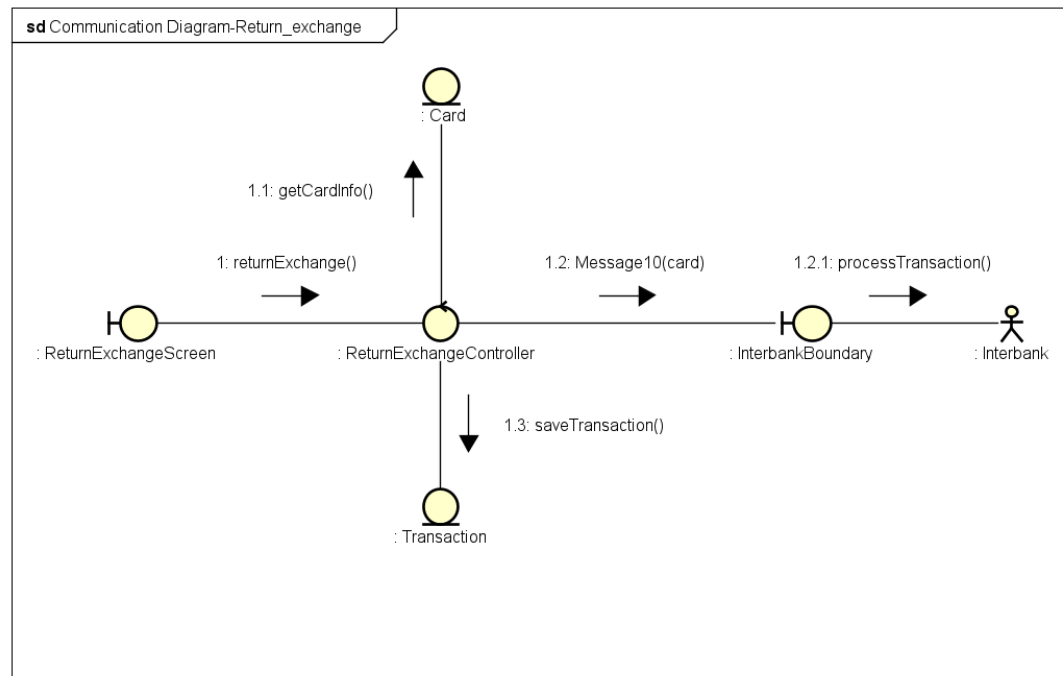 sd Communication Diagram-Return_exchange
: Card
1.1: getCardInfo()
1: returnExchange()
1.2: Message10(card)
1.2.1: processTransaction()
: ReturnExchangeScreen
: ReturnExchangeController
: InterbankBoundary
: Interbank
1.3: saveTransaction()
: Transaction